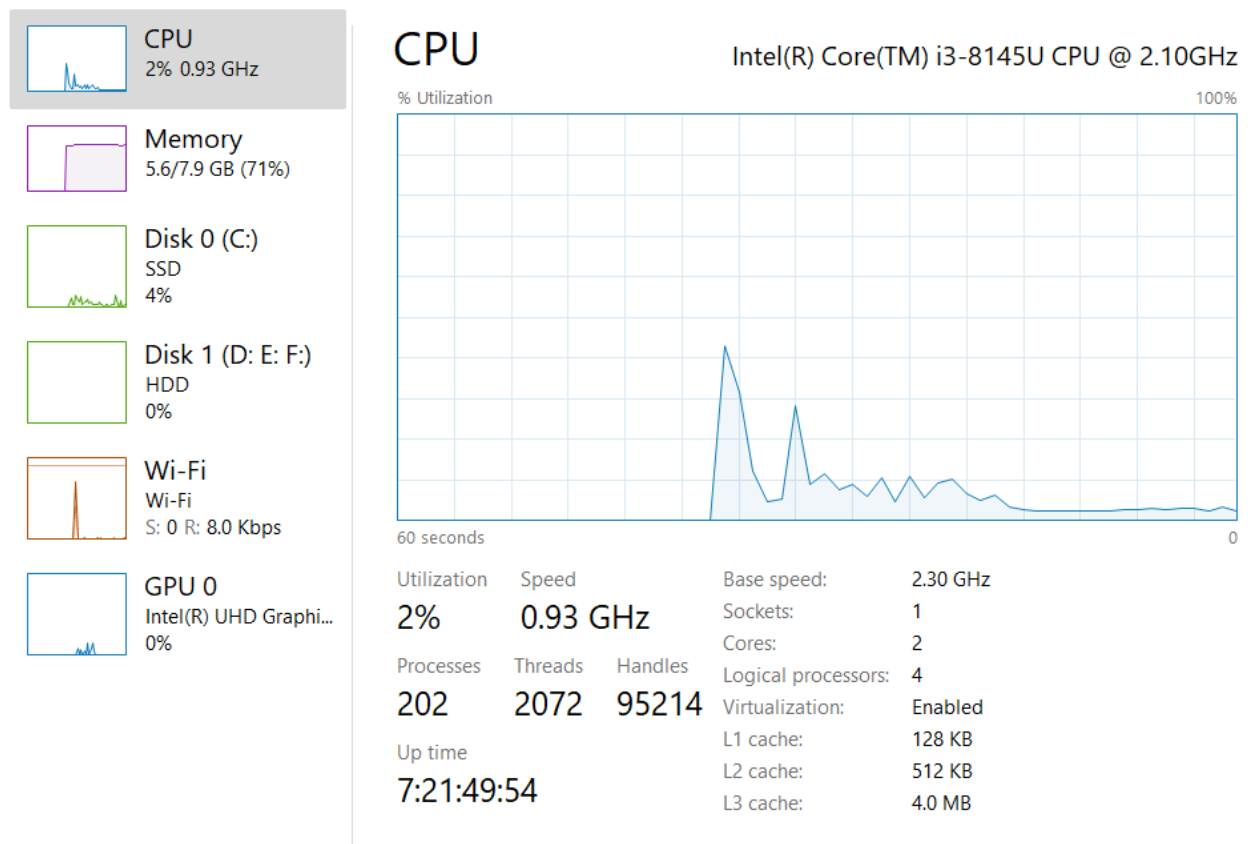 CPU
2% 0.93 GHz
Memory
5.6/7.9 GB (71%)
Disk 0 (C:)
SSD
4%
Disk 1 (D: E: F:)
HDD
0%
Wi-Fi
Wi-Fi
S: 0 R: 8.0 Kbps
GPU 0
Intel(R) UHD Graphi...
0%
CPU
Intel(R) Core(TM) i3-8145U CPU @ 2.10GHz
% Utilization 100%
60 seconds 0
Utilization Speed
2% 0.93 GHz
Processes Threads Handles
202 2072 95214
Up time
7:21:49:54
Base speed: 2.30 GHz
Sockets: 1
Cores: 2
Logical processors: 4
Virtualization: Enabled
L1 cache: 128 KB
L2 cache: 512 KB
L3 cache: 4.0 MB